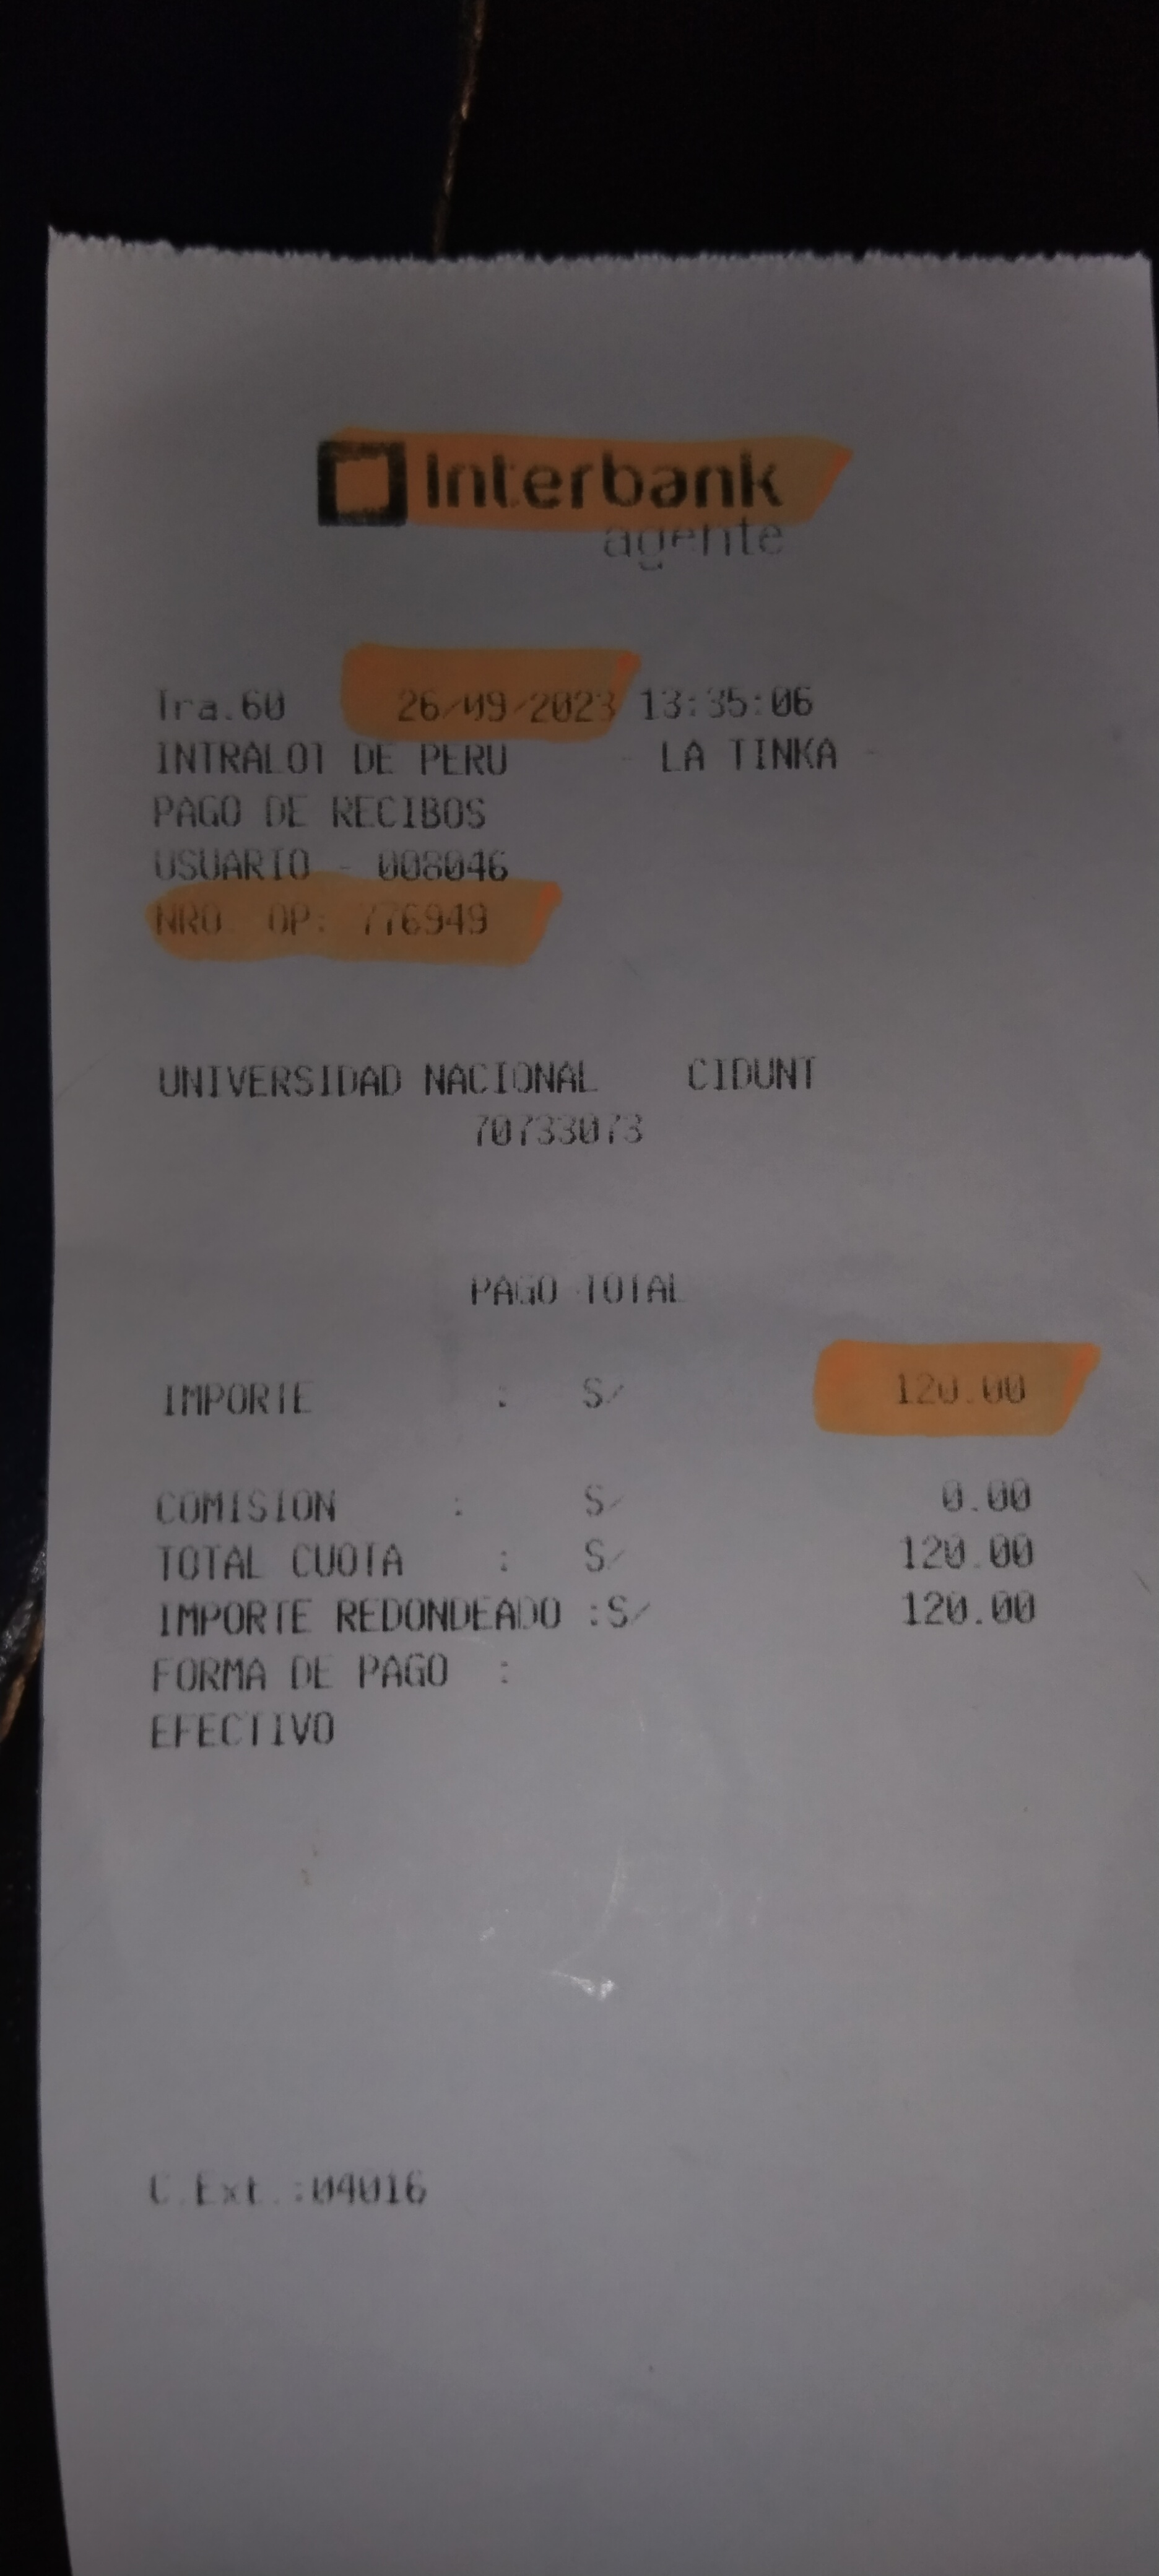 Interbank
agente
Tra.60 26/09/2023 13:35:06
INTRALOT DE PERU - LA TINKA -
PAGO DE RECIBOS
USUARIO - 008046
NRO. OP: 776949
UNIVERSIDAD NACIONAL CIDUNT
70733073
PAGO TOTAL
IMPORTE : S/ 120.00
COMISION : S/ 0.00
TOTAL CUOTA : S/ 120.00
IMPORTE REDONDEADO :S/ 120.00
FORMA DE PAGO :
EFECTIVO
C.Ext.:04016